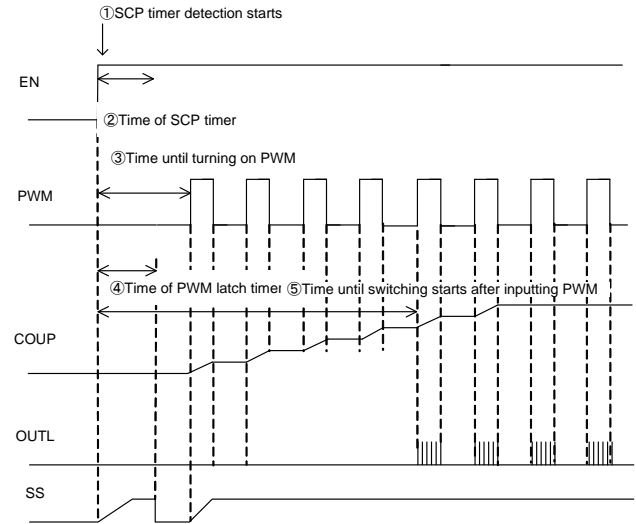 ①SCP timer detection starts
EN
②Time of SCP timer
③Time until turning on PWM
PWM
④Time of PWM latch timer
⑤Time until switching starts after inputting PWM
COUP
OUTL
SS